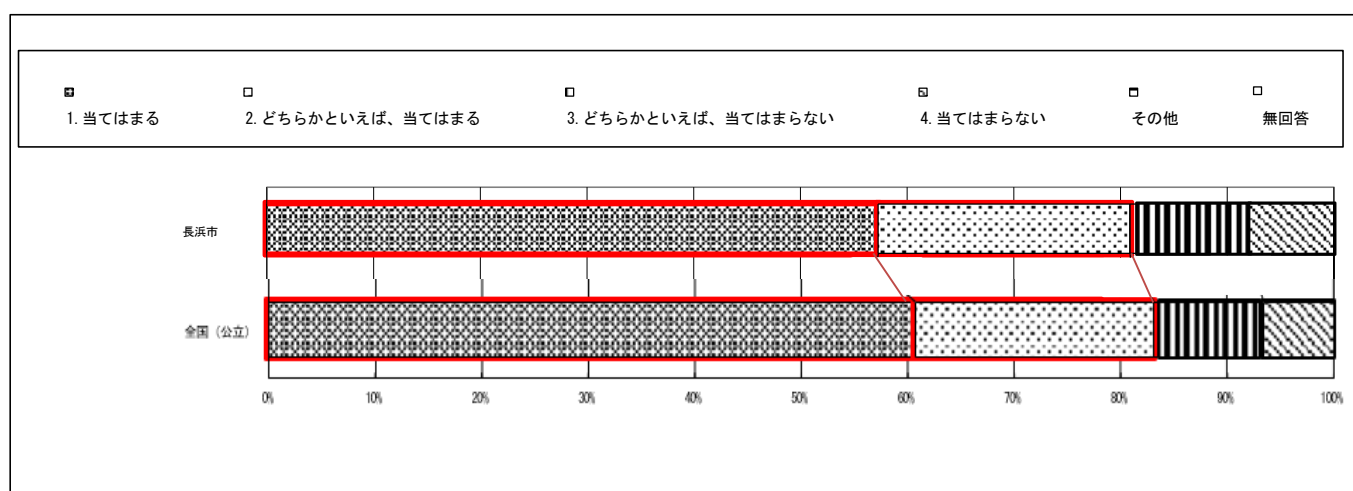 1.当てはまる 2.どちらかといえば、当てはまる 3.どちらかといえば、当てはまらない 4.当てはまらない その他 無回答
長浜市
全国（公立）
0% 10% 20% 30% 40% 50% 60% 70% 80% 90% 100%